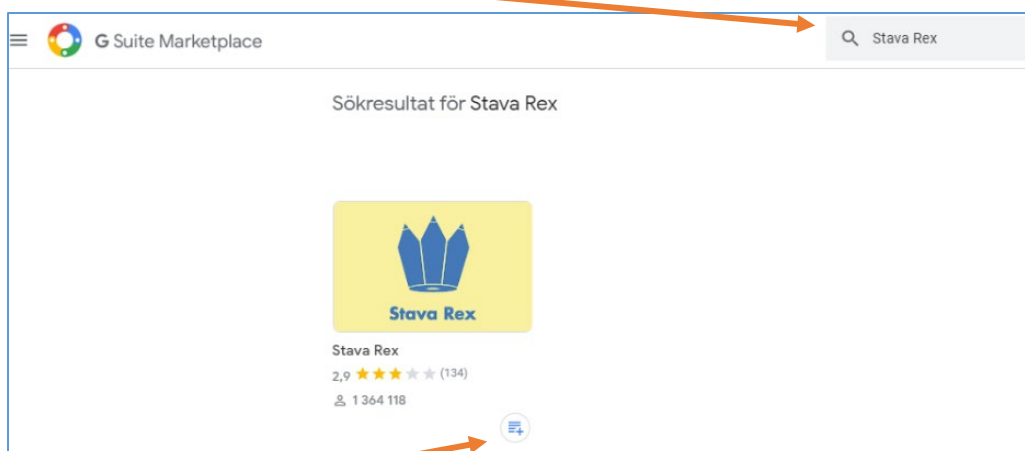 G Suite Marketplace
Stava Rex
Sökresultat för Stava Rex
Stava Rex
Stava Rex
2,9 (134)
1 364 118